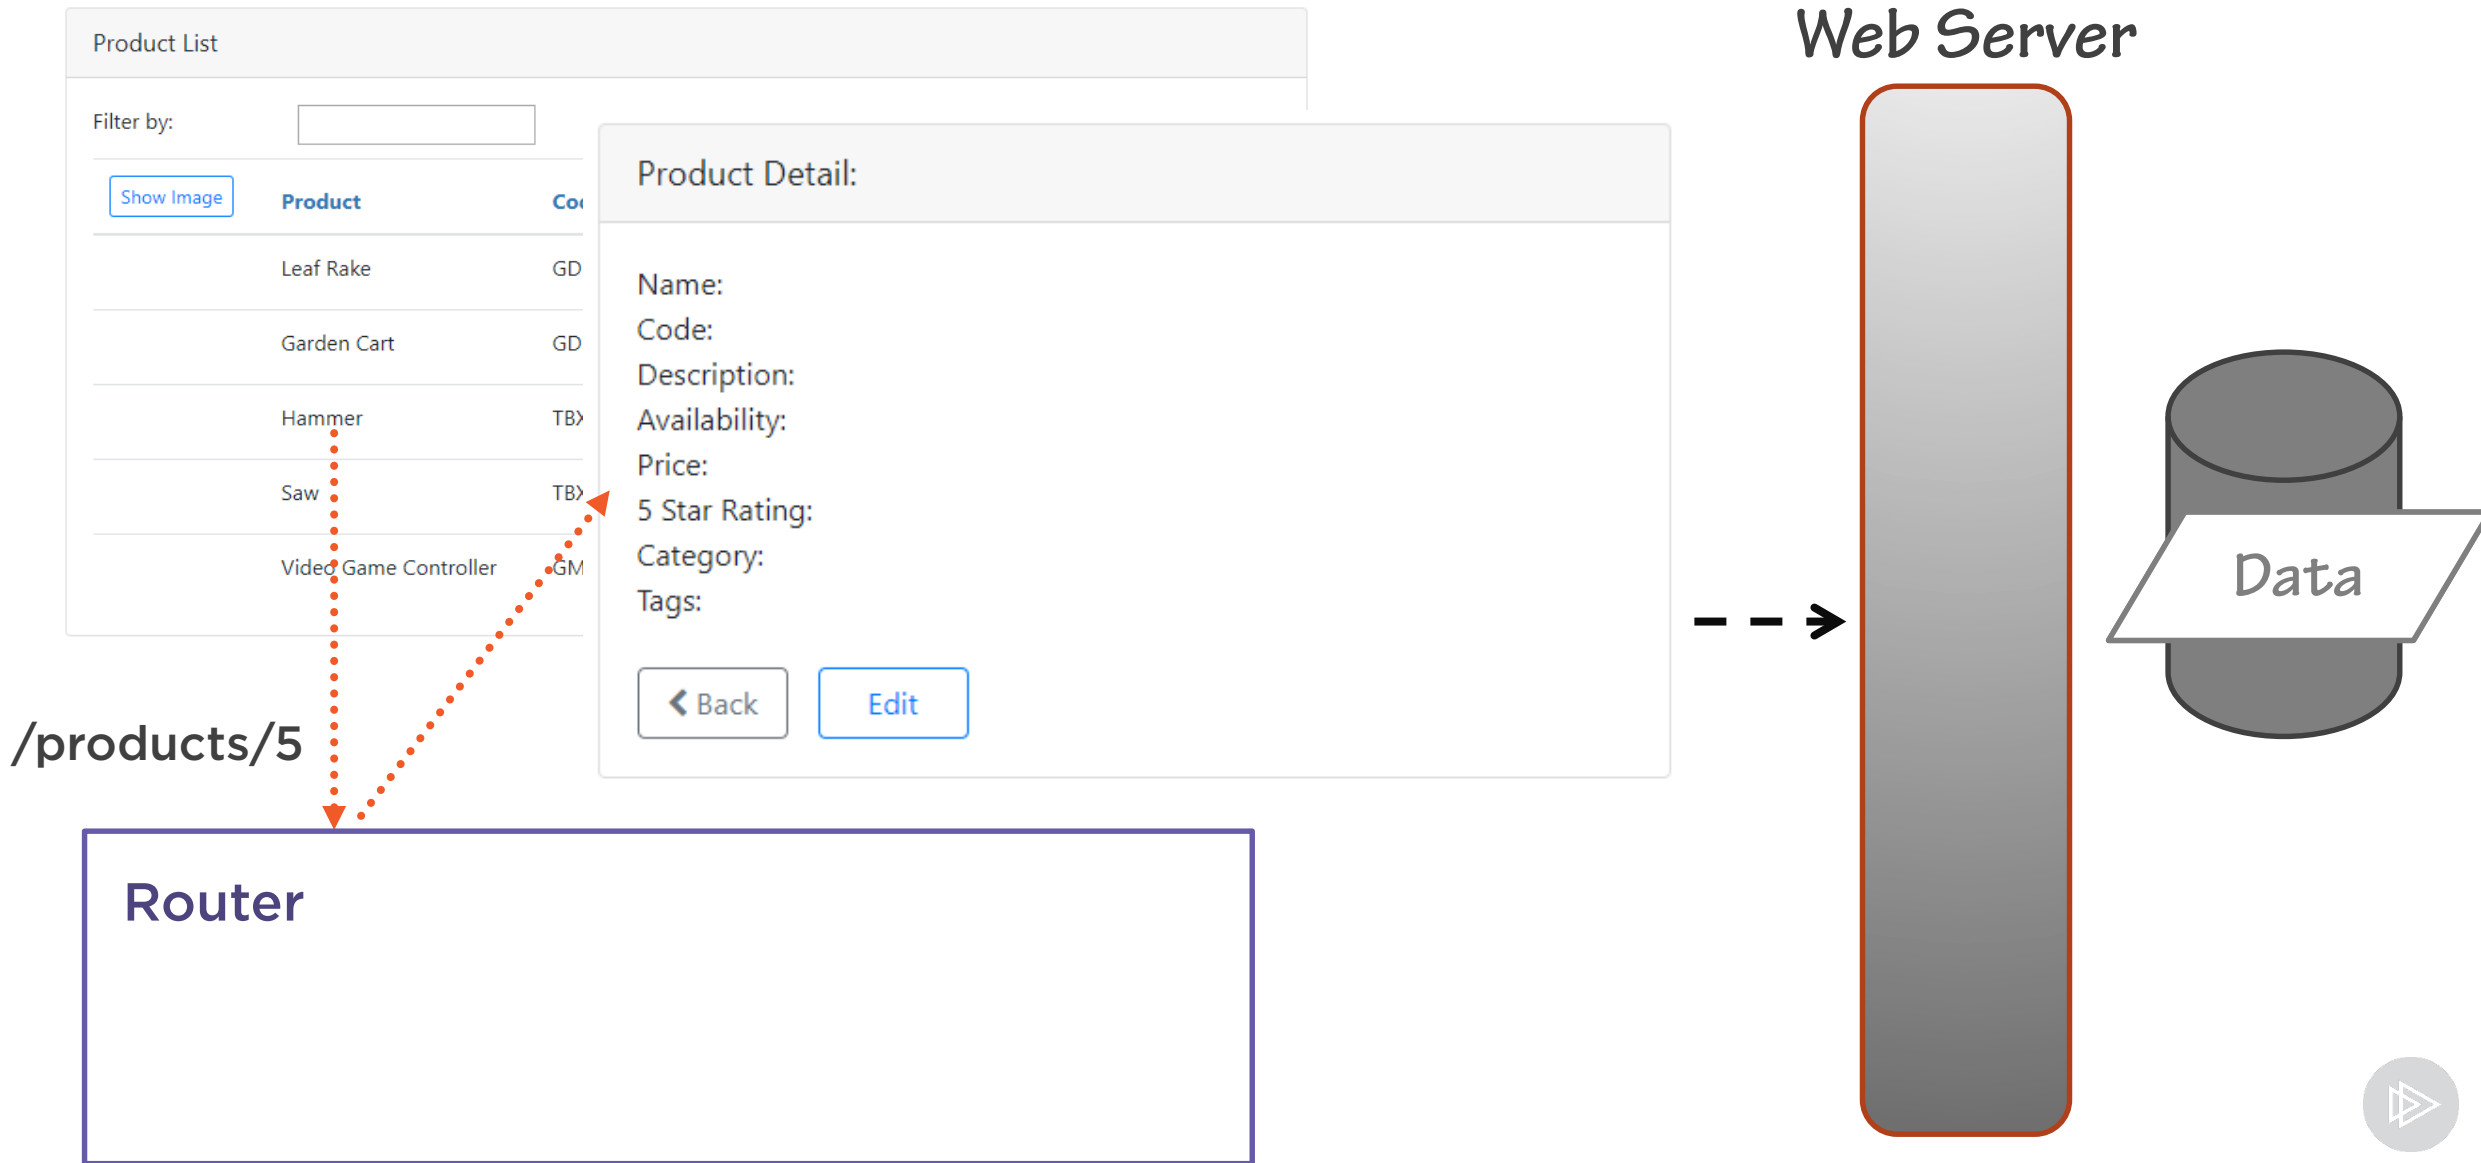 Product List
Filter by:
Show Image Product
Leaf Rake GD
Garden Cart GD
Hammer
Saw
Video Game Controller
Product Detail:
Name:
Code:
Description:
Availability:
Price:
5 Star Rating:
Category:
Tags:
Back Edit
/products/5
Router
Web Server
Data